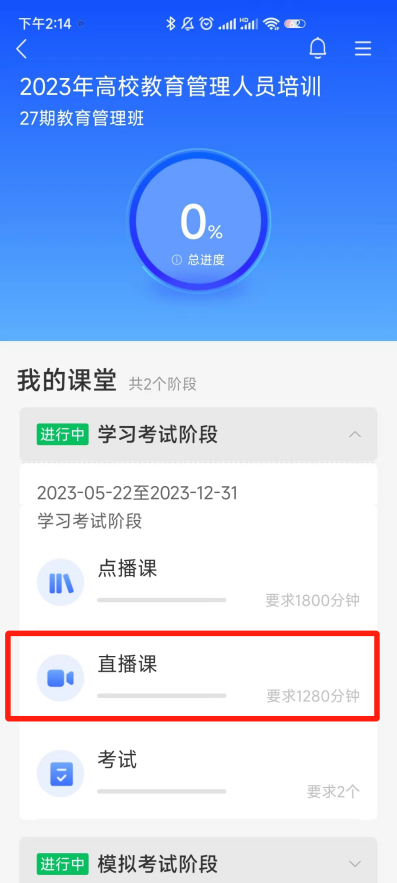 下午2:14
2023年高校教育管理人员培训
27期教育管理班
0%
总进度
我的课堂 共2个阶段
进行中 学习考试阶段
2023-05-22至2023-12-31
学习考试阶段
点播课
要求1800分钟
直播课
要求1280分钟
考试
要求2个
进行中 模拟考试阶段